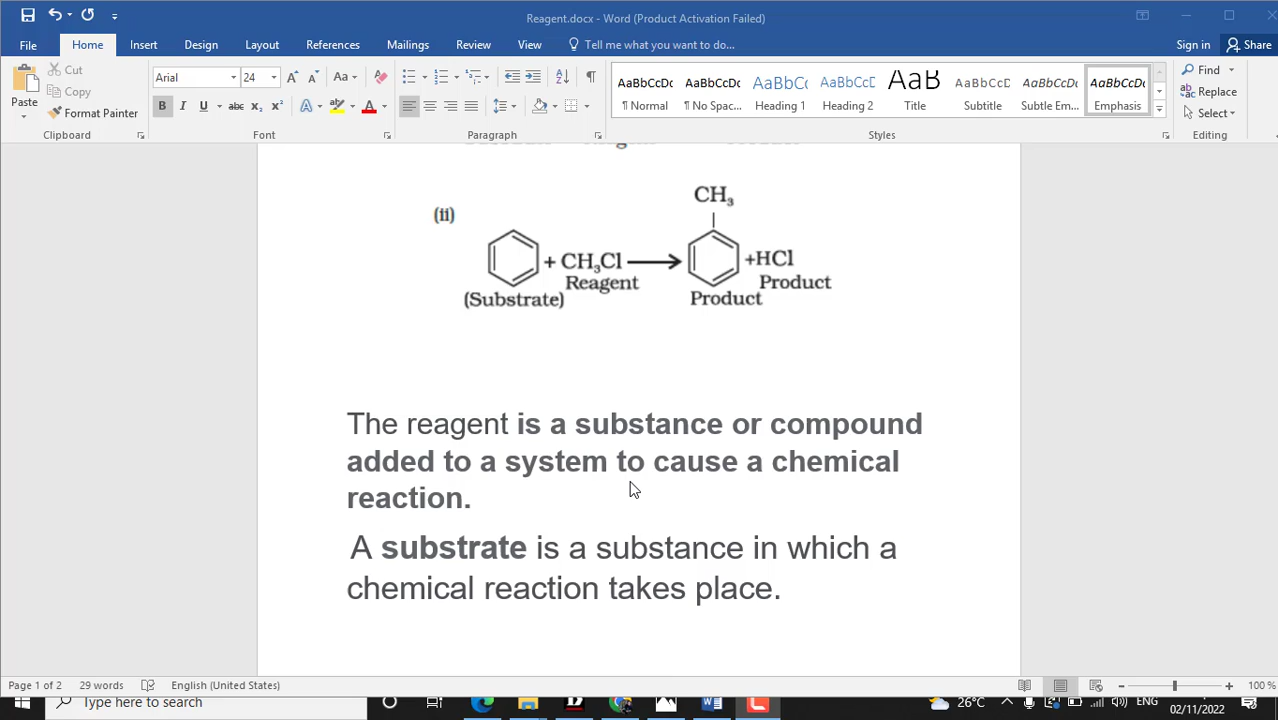 Reagent.docx - Word (Product Activation Failed)
File Home Insert Design Layout References Mailings Review View Tell me what you want to do... Sign in Share
Paste Cut Copy Format Painter
Arial 24
AaBbCcDc AaBbCcDc AaBbCc AaBbCcD AaB AaBbCcD AaBbCcDc AaBbCcDc
¶ Normal ¶ No Spac... Heading 1 Heading 2 Title Subtitle Subtle Em... Emphasis
Find Replace Select
Clipboard Font Paragraph Styles Editing
CH₃
(ii)
+ CH₃Cl +HCl
Reagent Product
(Substrate) Product
The reagent is a substance or compound
added to a system to cause a chemical
reaction.
A substrate is a substance in which a
chemical reaction takes place.
Page 1 of 2 29 words English (United States) 100 %
Type here to search 26°C ENG 02/11/2022